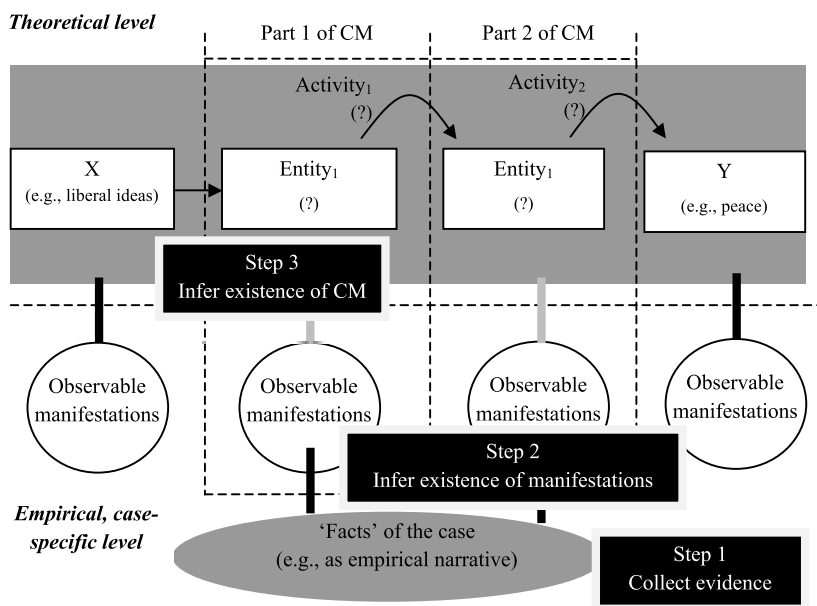 Theoretical level
Part 1 of CM
Part 2 of CM
Activity₁
(?)
Activity₂
(?)
X
(e.g., liberal ideas)
Entity₁
(?)
Entity₁
(?)
Y
(e.g., peace)
Step 3
Infer existence of CM
Observable
manifestations
Observable
manifestations
Observable
manifestations
Observable
manifestations
Step 2
Infer existence of manifestations
Empirical, case-
specific level
‘Facts’ of the case
(e.g., as empirical narrative)
Step 1
Collect evidence